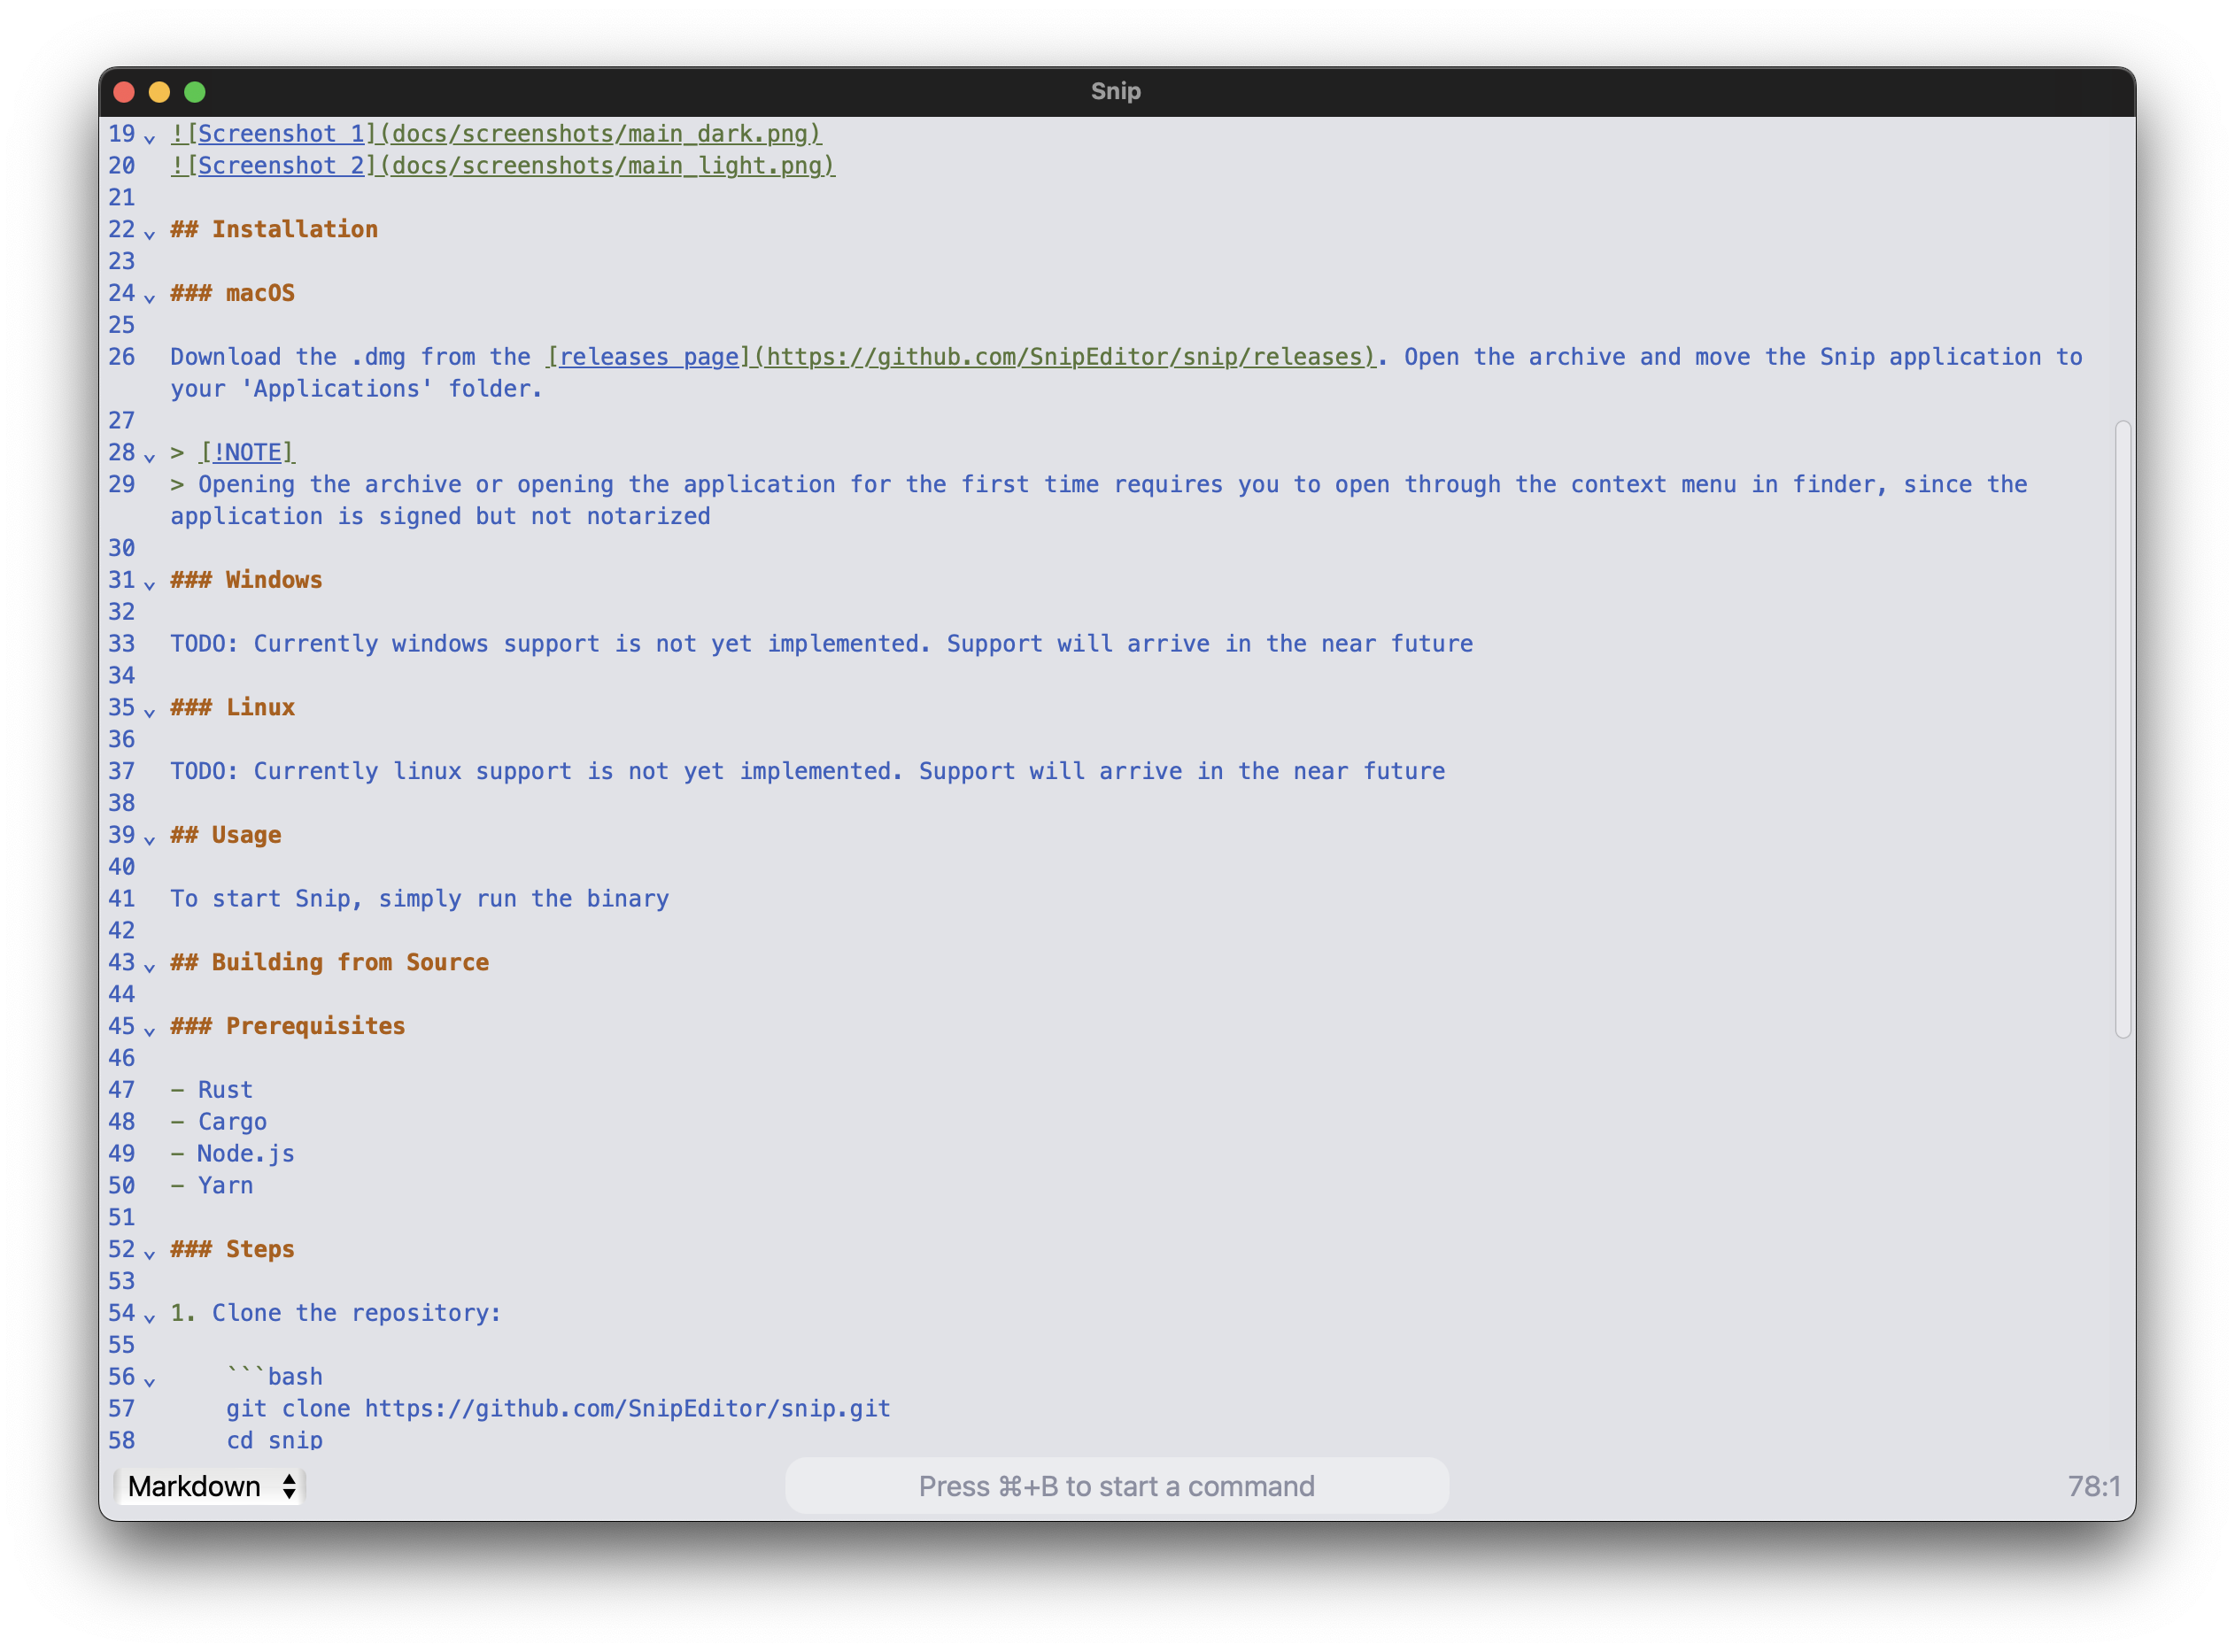 Snip
19 ![Screenshot 1](docs/screenshots/main_dark.png)
20 ![Screenshot 2](docs/screenshots/main_light.png)
21
22 ## Installation
23
24 ### macOS
25
26 Download the .dmg from the [releases page](https://github.com/SnipEditor/snip/releases). Open the archive and move the Snip application to
your 'Applications' folder.
27
28 > [!NOTE]
29 > Opening the archive or opening the application for the first time requires you to open through the context menu in finder, since the
application is signed but not notarized
30
31 ### Windows
32
33 TODO: Currently windows support is not yet implemented. Support will arrive in the near future
34
35 ### Linux
36
37 TODO: Currently linux support is not yet implemented. Support will arrive in the near future
38
39 ## Usage
40
41 To start Snip, simply run the binary
42
43 ## Building from Source
44
45 ### Prerequisites
46
47 - Rust
48 - Cargo
49 - Node.js
50 - Yarn
51
52 ### Steps
53
54 1. Clone the repository:
55
56 ```bash
57 git clone https://github.com/SnipEditor/snip.git
58 cd snip
Markdown Press ⌘+B to start a command 78:1